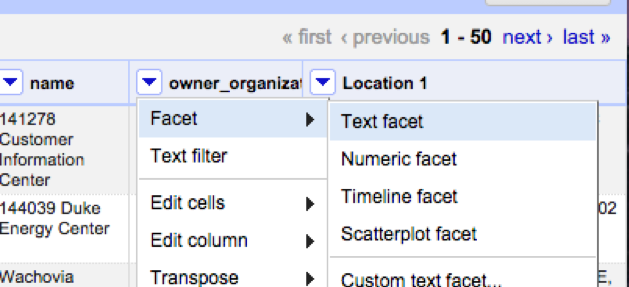 « first ‹ previous 1 - 50 next › last »
name owner_organizat Location 1
141278
Customer
Information
Center
144039 Duke
Energy Center
Wachovia
Facet
Text filter
Edit cells
Edit column
Transpose
Text facet
Numeric facet
Timeline facet
Scatterplot facet
Custom text facet...
02
E,